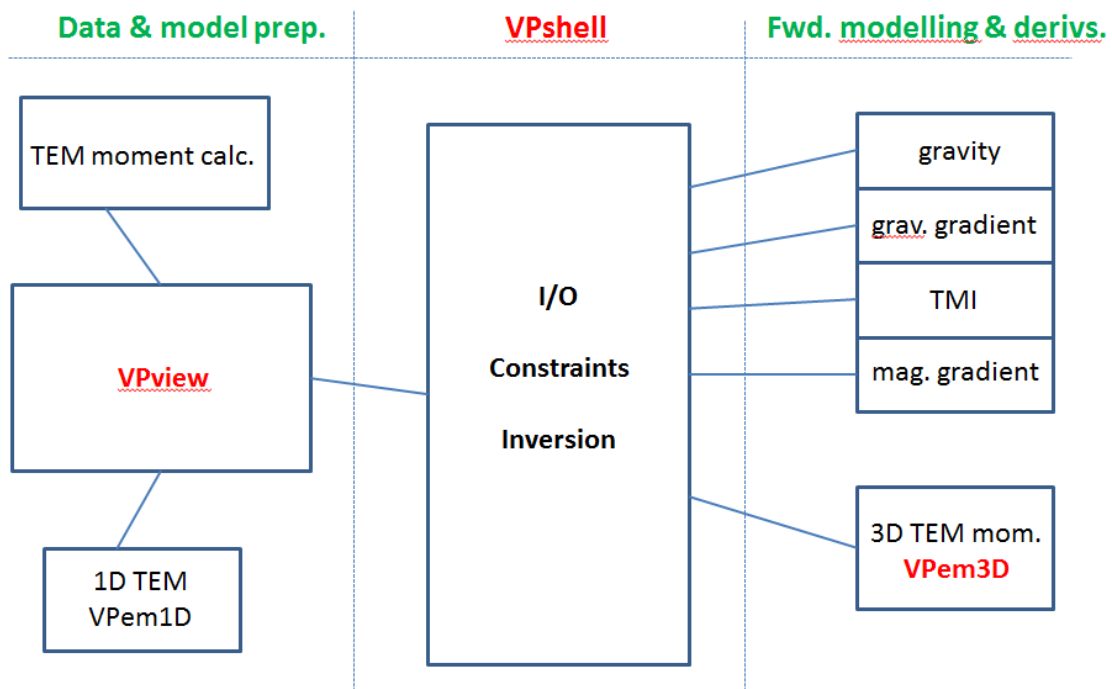 Data & model prep.
VPshell
Fwd. modelling & derivs.
TEM moment calc.
VPview
1D TEM
VPem1D
I/O
Constraints
Inversion
gravity
grav. gradient
TMI
mag. gradient
3D TEM mom.
VPem3D